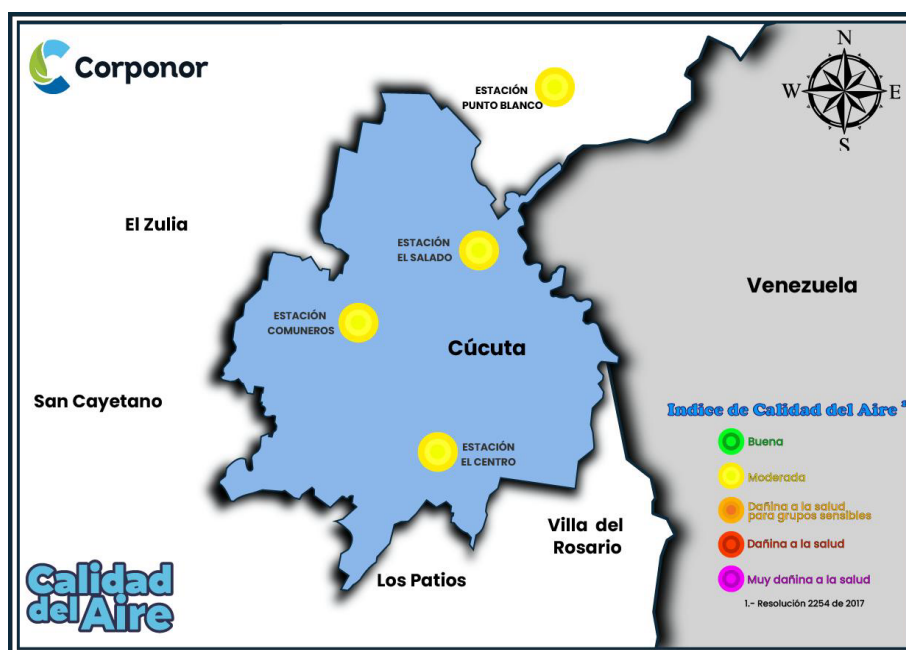 Corponor
ESTACIÓN
PUNTO BLANCO
N
W
E
S
El Zulia
ESTACIÓN
EL SALADO
Venezuela
ESTACIÓN
COMUNEROS
Cúcuta
San Cayetano
Indice de Calidad del Aire 1
Buena
ESTACIÓN
EL CENTRO
Moderada
Dañina a la salud
para grupos sensibles
Villa del
Rosario
Dañina a la salud
Los Patios
Muy dañina a la salud
Calidad
del Aire
1.- Resolución 2254 de 2017